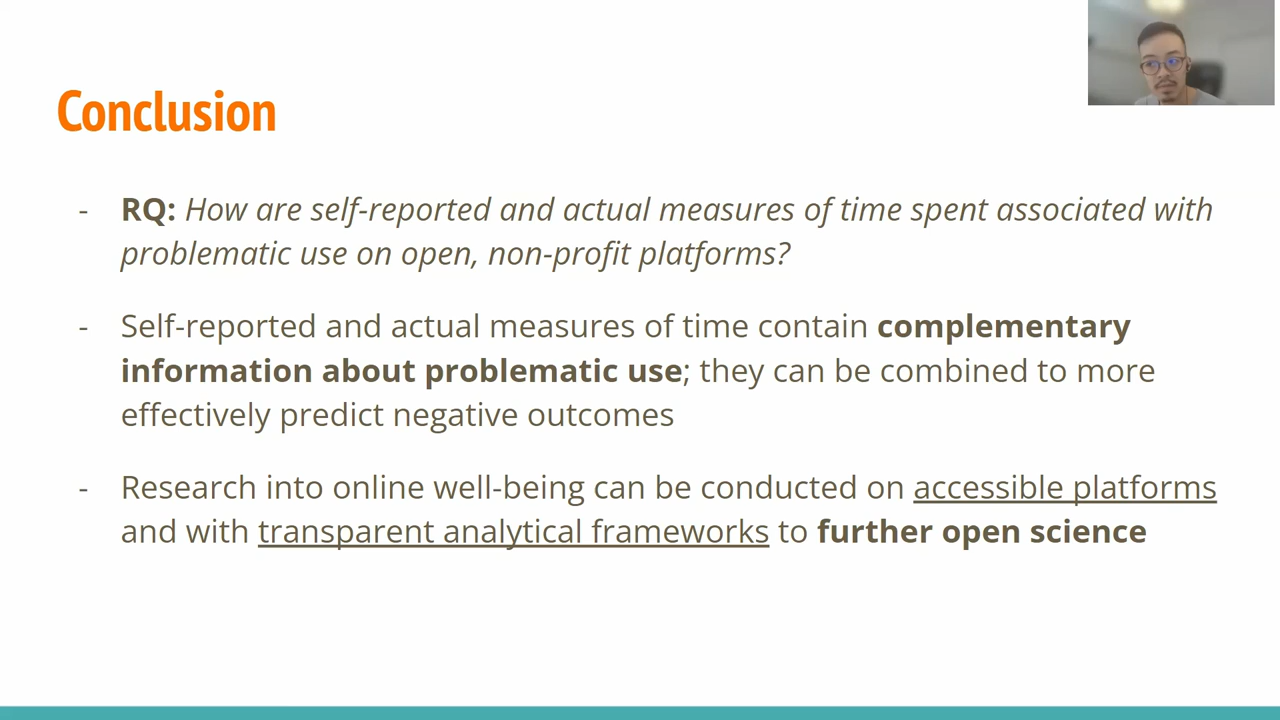 Conclusion
- RQ: How are self-reported and actual measures of time spent associated with
problematic use on open, non-profit platforms?
- Self-reported and actual measures of time contain complementary
information about problematic use; they can be combined to more
effectively predict negative outcomes
- Research into online well-being can be conducted on accessible platforms
and with transparent analytical frameworks to further open science